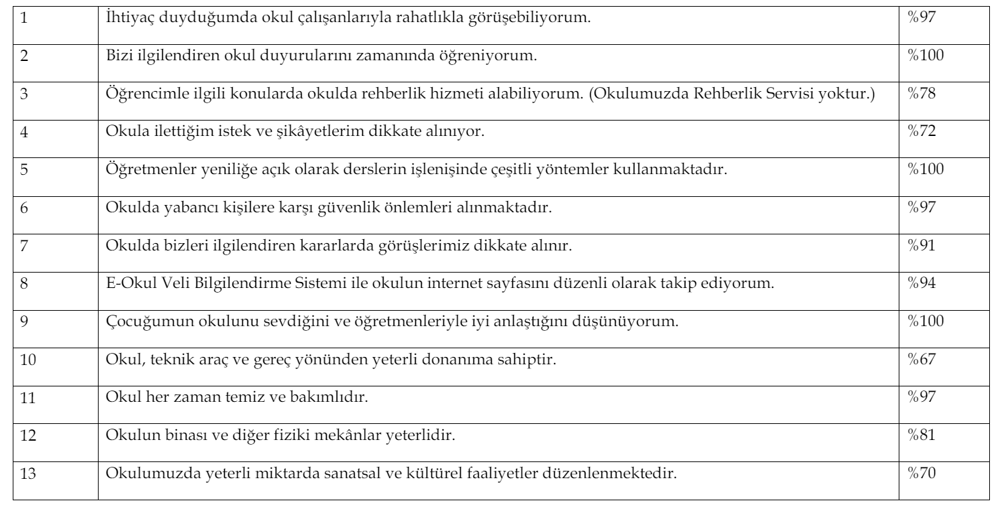 1 İhtiyaç duyduğumda okul çalışanlarıyla rahatlıkla görüşebiliyorum. %97
2 Bizi ilgilendiren okul duyurularını zamanında öğreniyorum. %100
3 Öğrencimle ilgili konularda okulda rehberlik hizmeti alabiliyorum. (Okulumuzda Rehberlik Servisi yoktur.) %78
4 Okula ilettiğim istek ve şikâyetlerim dikkate alınıyor. %72
5 Öğretmenler yeniliğe açık olarak derslerin işlenişinde çeşitli yöntemler kullanmaktadır. %100
6 Okulda yabancı kişilere karşı güvenlik önlemleri alınmaktadır. %97
7 Okulda bizleri ilgilendiren kararlarda görüşlerimiz dikkate alınır. %91
8 E-Okul Veli Bilgilendirme Sistemi ile okulun internet sayfasını düzenli olarak takip ediyorum. %94
9 Çocuğumun okulunu sevdiğini ve öğretmenleriyle iyi anlaştığını düşünüyorum. %100
10 Okul, teknik araç ve gereç yönünden yeterli donanıma sahiptir. %67
11 Okul her zaman temiz ve bakımlıdır. %97
12 Okulun binası ve diğer fiziki mekânlar yeterlidir. %81
13 Okulumuzda yeterli miktarda sanatsal ve kültürel faaliyetler düzenlenmektedir. %70